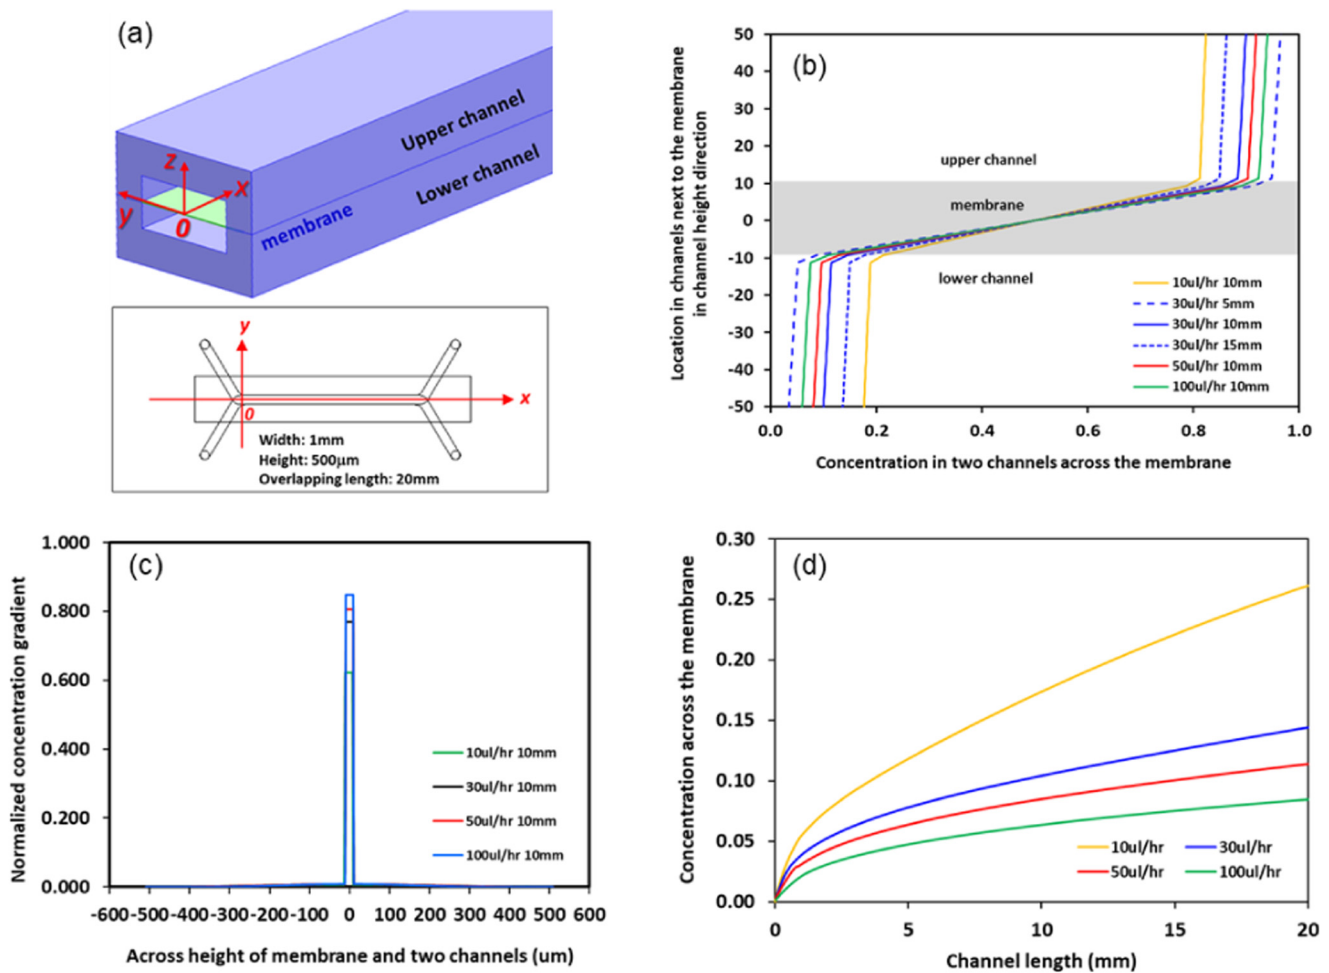 (a)
Upper channel
Lower channel
membrane
z
x
y
0
y
x
0
Width: 1mm
Height: 500μm
Overlapping length: 20mm
(b)
Location in chnannels next to the membrane
in channel height direction
50
40
30
20
10
0
-10
-20
-30
-40
-50
upper channel
membrane
lower channel
10ul/hr 10mm
30ul/hr 5mm
30ul/hr 10mm
30ul/hr 15mm
50ul/hr 10mm
100ul/hr 10mm
0.0 0.2 0.4 0.6 0.8 1.0
Concentration in two channels across the membrane
(c)
Normalized concentration gradient
1.000
0.800
0.600
0.400
0.200
0.000
10ul/hr 10mm
30ul/hr 10mm
50ul/hr 10mm
100ul/hr 10mm
-600 -500 -400 -300 -200 -100 0 100 200 300 400 500 600
Across height of membrane and two channels (um)
(d)
Concentration across the membrane
0.30
0.25
0.20
0.15
0.10
0.05
0.00
10ul/hr 30ul/hr
50ul/hr 100ul/hr
0 5 10 15 20
Channel length (mm)